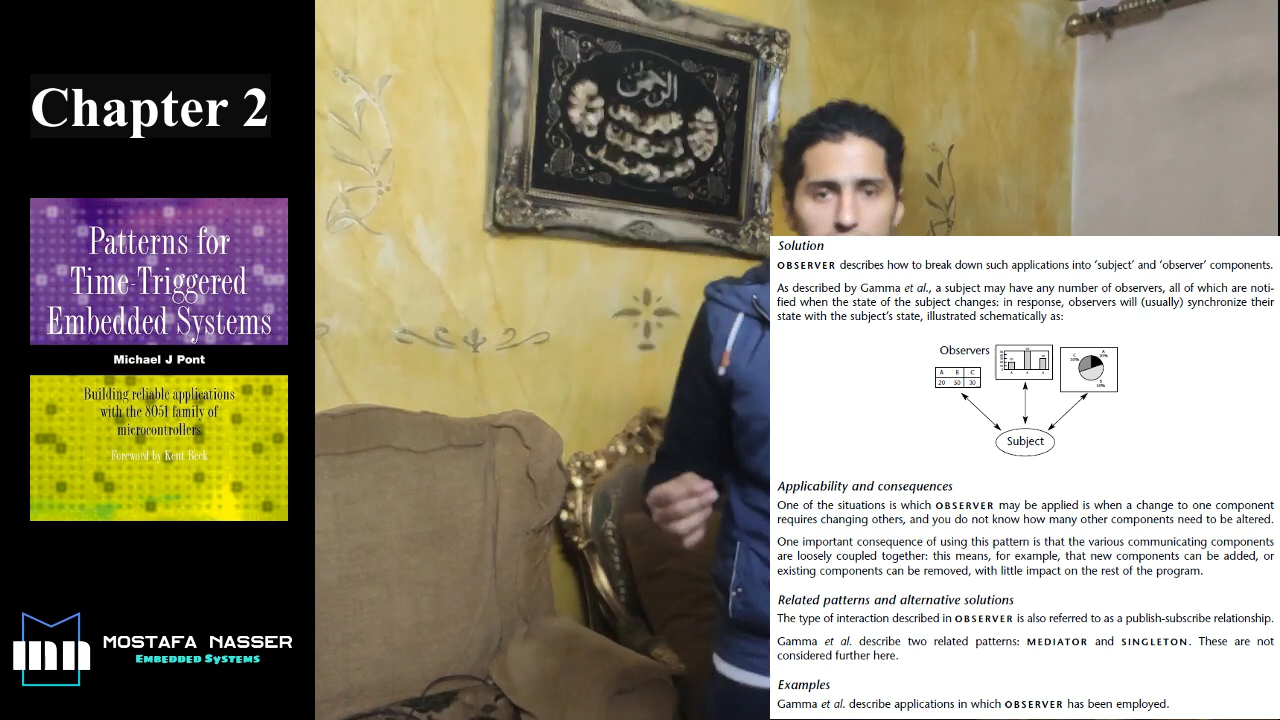 Chapter 2
Patterns for
Time-Triggered
Embedded Systems
Michael J Pont
Building reliable applications
with the 8051 family of
microcontrollers
Foreword by Kent Beck
MOSTAFA NASSER
EMBEDDED SYSTEMS
Solution
OBSERVER describes how to break down such applications into ‘subject’ and ‘observer’ components.
As described by Gamma et al., a subject may have any number of observers, all of which are noti-
fied when the state of the subject changes: in response, observers will (usually) synchronize their
state with the subject’s state, illustrated schematically as:
Observers
A B C
20 50 30
Subject
Applicability and consequences
One of the situations is which OBSERVER may be applied is when a change to one component
requires changing others, and you do not know how many other components need to be altered.
One important consequence of using this pattern is that the various communicating components
are loosely coupled together: this means, for example, that new components can be added, or
existing components can be removed, with little impact on the rest of the program.
Related patterns and alternative solutions
The type of interaction described in OBSERVER is also referred to as a publish-subscribe relationship.
Gamma et al. describe two related patterns: MEDIATOR and SINGLETON. These are not
considered further here.
Examples
Gamma et al. describe applications in which OBSERVER has been employed.